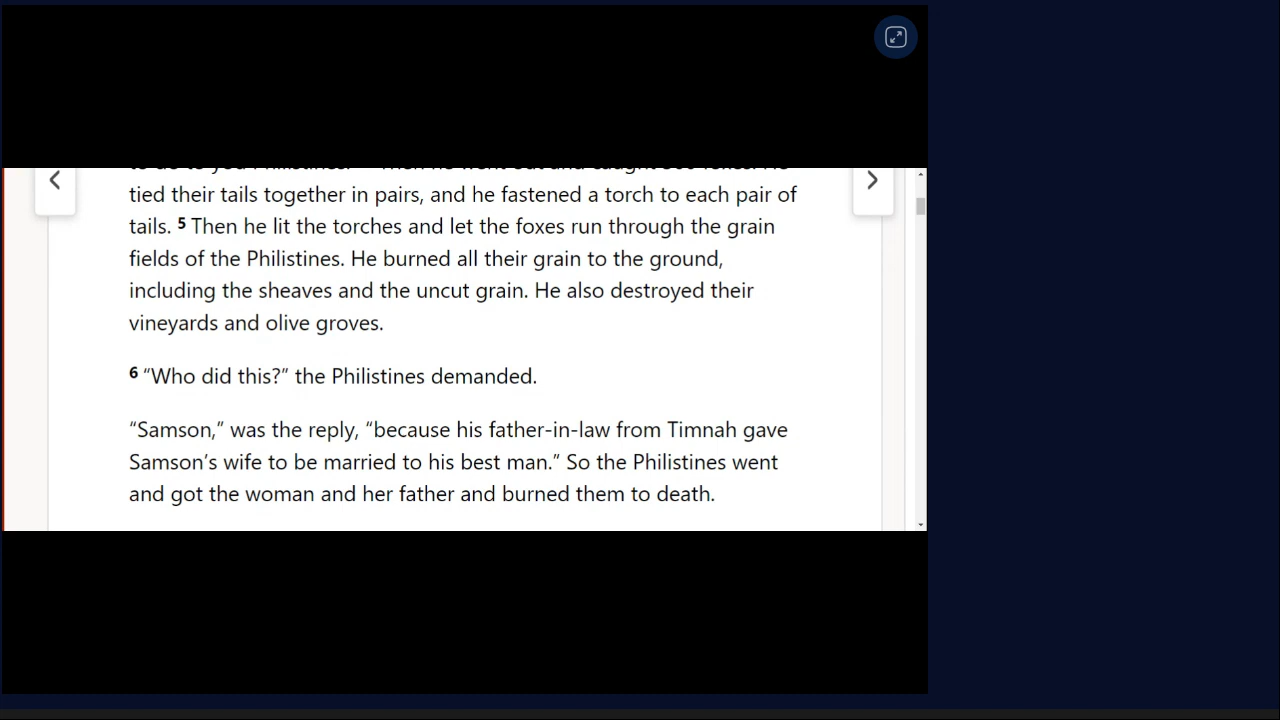 tied their tails together in pairs, and he fastened a torch to each pair of
tails. 5 Then he lit the torches and let the foxes run through the grain
fields of the Philistines. He burned all their grain to the ground,
including the sheaves and the uncut grain. He also destroyed their
vineyards and olive groves.
6 “Who did this?” the Philistines demanded.
“Samson,” was the reply, “because his father-in-law from Timnah gave
Samson’s wife to be married to his best man.” So the Philistines went
and got the woman and her father and burned them to death.